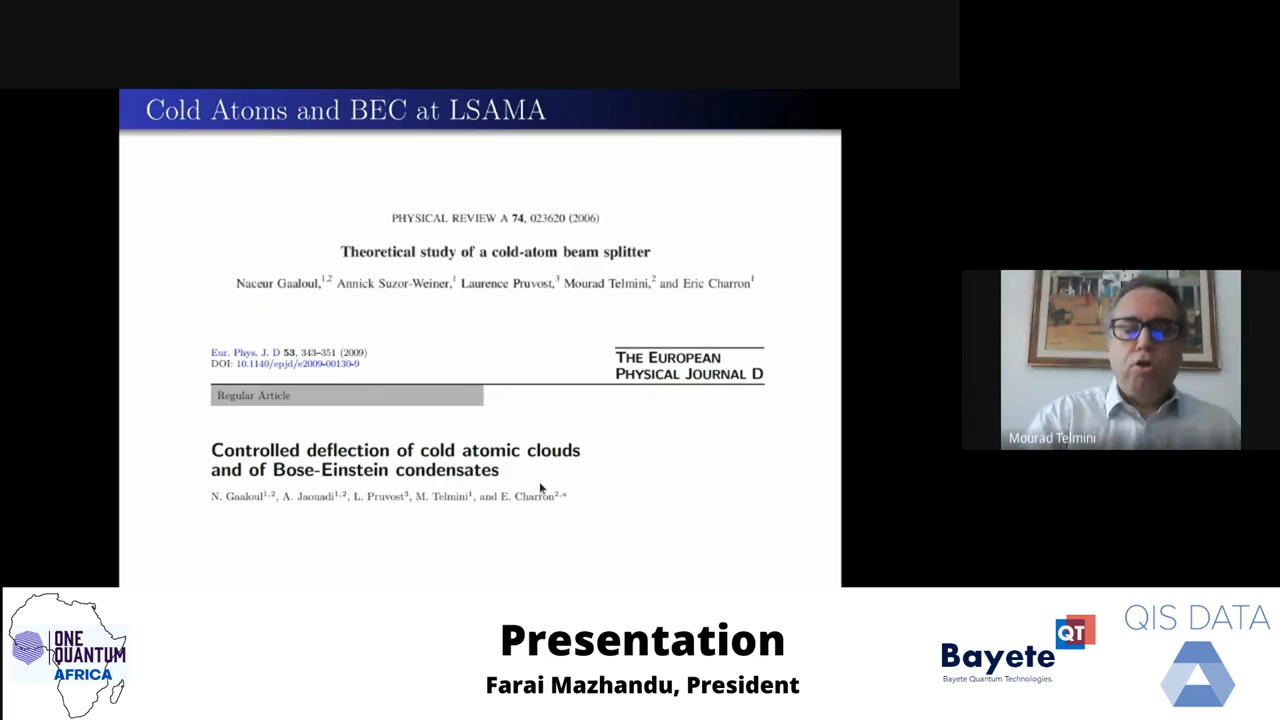 Cold Atoms and BEC at LSAMA
PHYSICAL REVIEW A 74, 023620 (2006)
Theoretical study of a cold-atom beam splitter
Naceur Gaaloul,1,2 Annick Suzor-Weiner,1 Laurence Pruvost,3 Mourad Telmini,2 and Eric Charron1
Eur. Phys. J. D 53, 343–351 (2009)
DOI: 10.1140/epjd/e2009-00130-9
THE EUROPEAN
PHYSICAL JOURNAL D
Regular Article
Controlled deflection of cold atomic clouds
and of Bose-Einstein condensates
N. Gaaloul1,2, A. Jaouadi1,2, L. Pruvost3, M. Telmini1, and E. Charron2,a
Mourad Telmini
ONE
QUANTUM
AFRICA
Presentation
Farai Mazhandu, President
Bayete
QT
Bayete Quantum Technologies.
QIS DATA